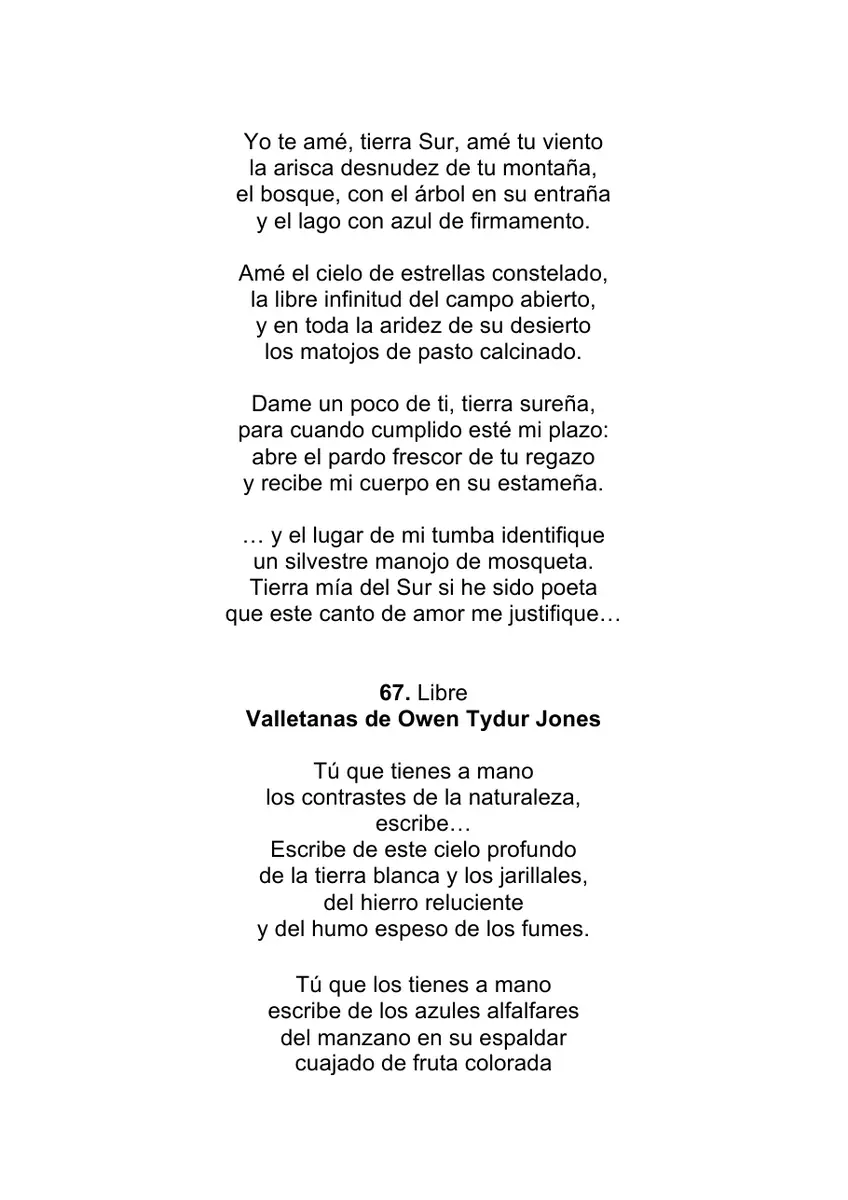 Yo te amé, tierra Sur, amé tu viento
la arisca desnudez de tu montaña,
el bosque, con el árbol en su entraña
y el lago con azul de firmamento.
Amé el cielo de estrellas constelado,
la libre infinitud del campo abierto,
y en toda la aridez de su desierto
los matojos de pasto calcinado.
Dame un poco de ti, tierra sureña,
para cuando cumplido esté mi plazo:
abre el pardo frescor de tu regazo
y recibe mi cuerpo en su estameña.
… y el lugar de mi tumba identifique
un silvestre manojo de mosqueta.
Tierra mía del Sur si he sido poeta
que este canto de amor me justifique…
67. Libre
Valletanas de Owen Tydur Jones
Tú que tienes a mano
los contrastes de la naturaleza,
escribe…
Escribe de este cielo profundo
de la tierra blanca y los jarillales,
del hierro reluciente
y del humo espeso de los fumes.
Tú que los tienes a mano
escribe de los azules alfalfares
del manzano en su espaldar
cuajado de fruta colorada